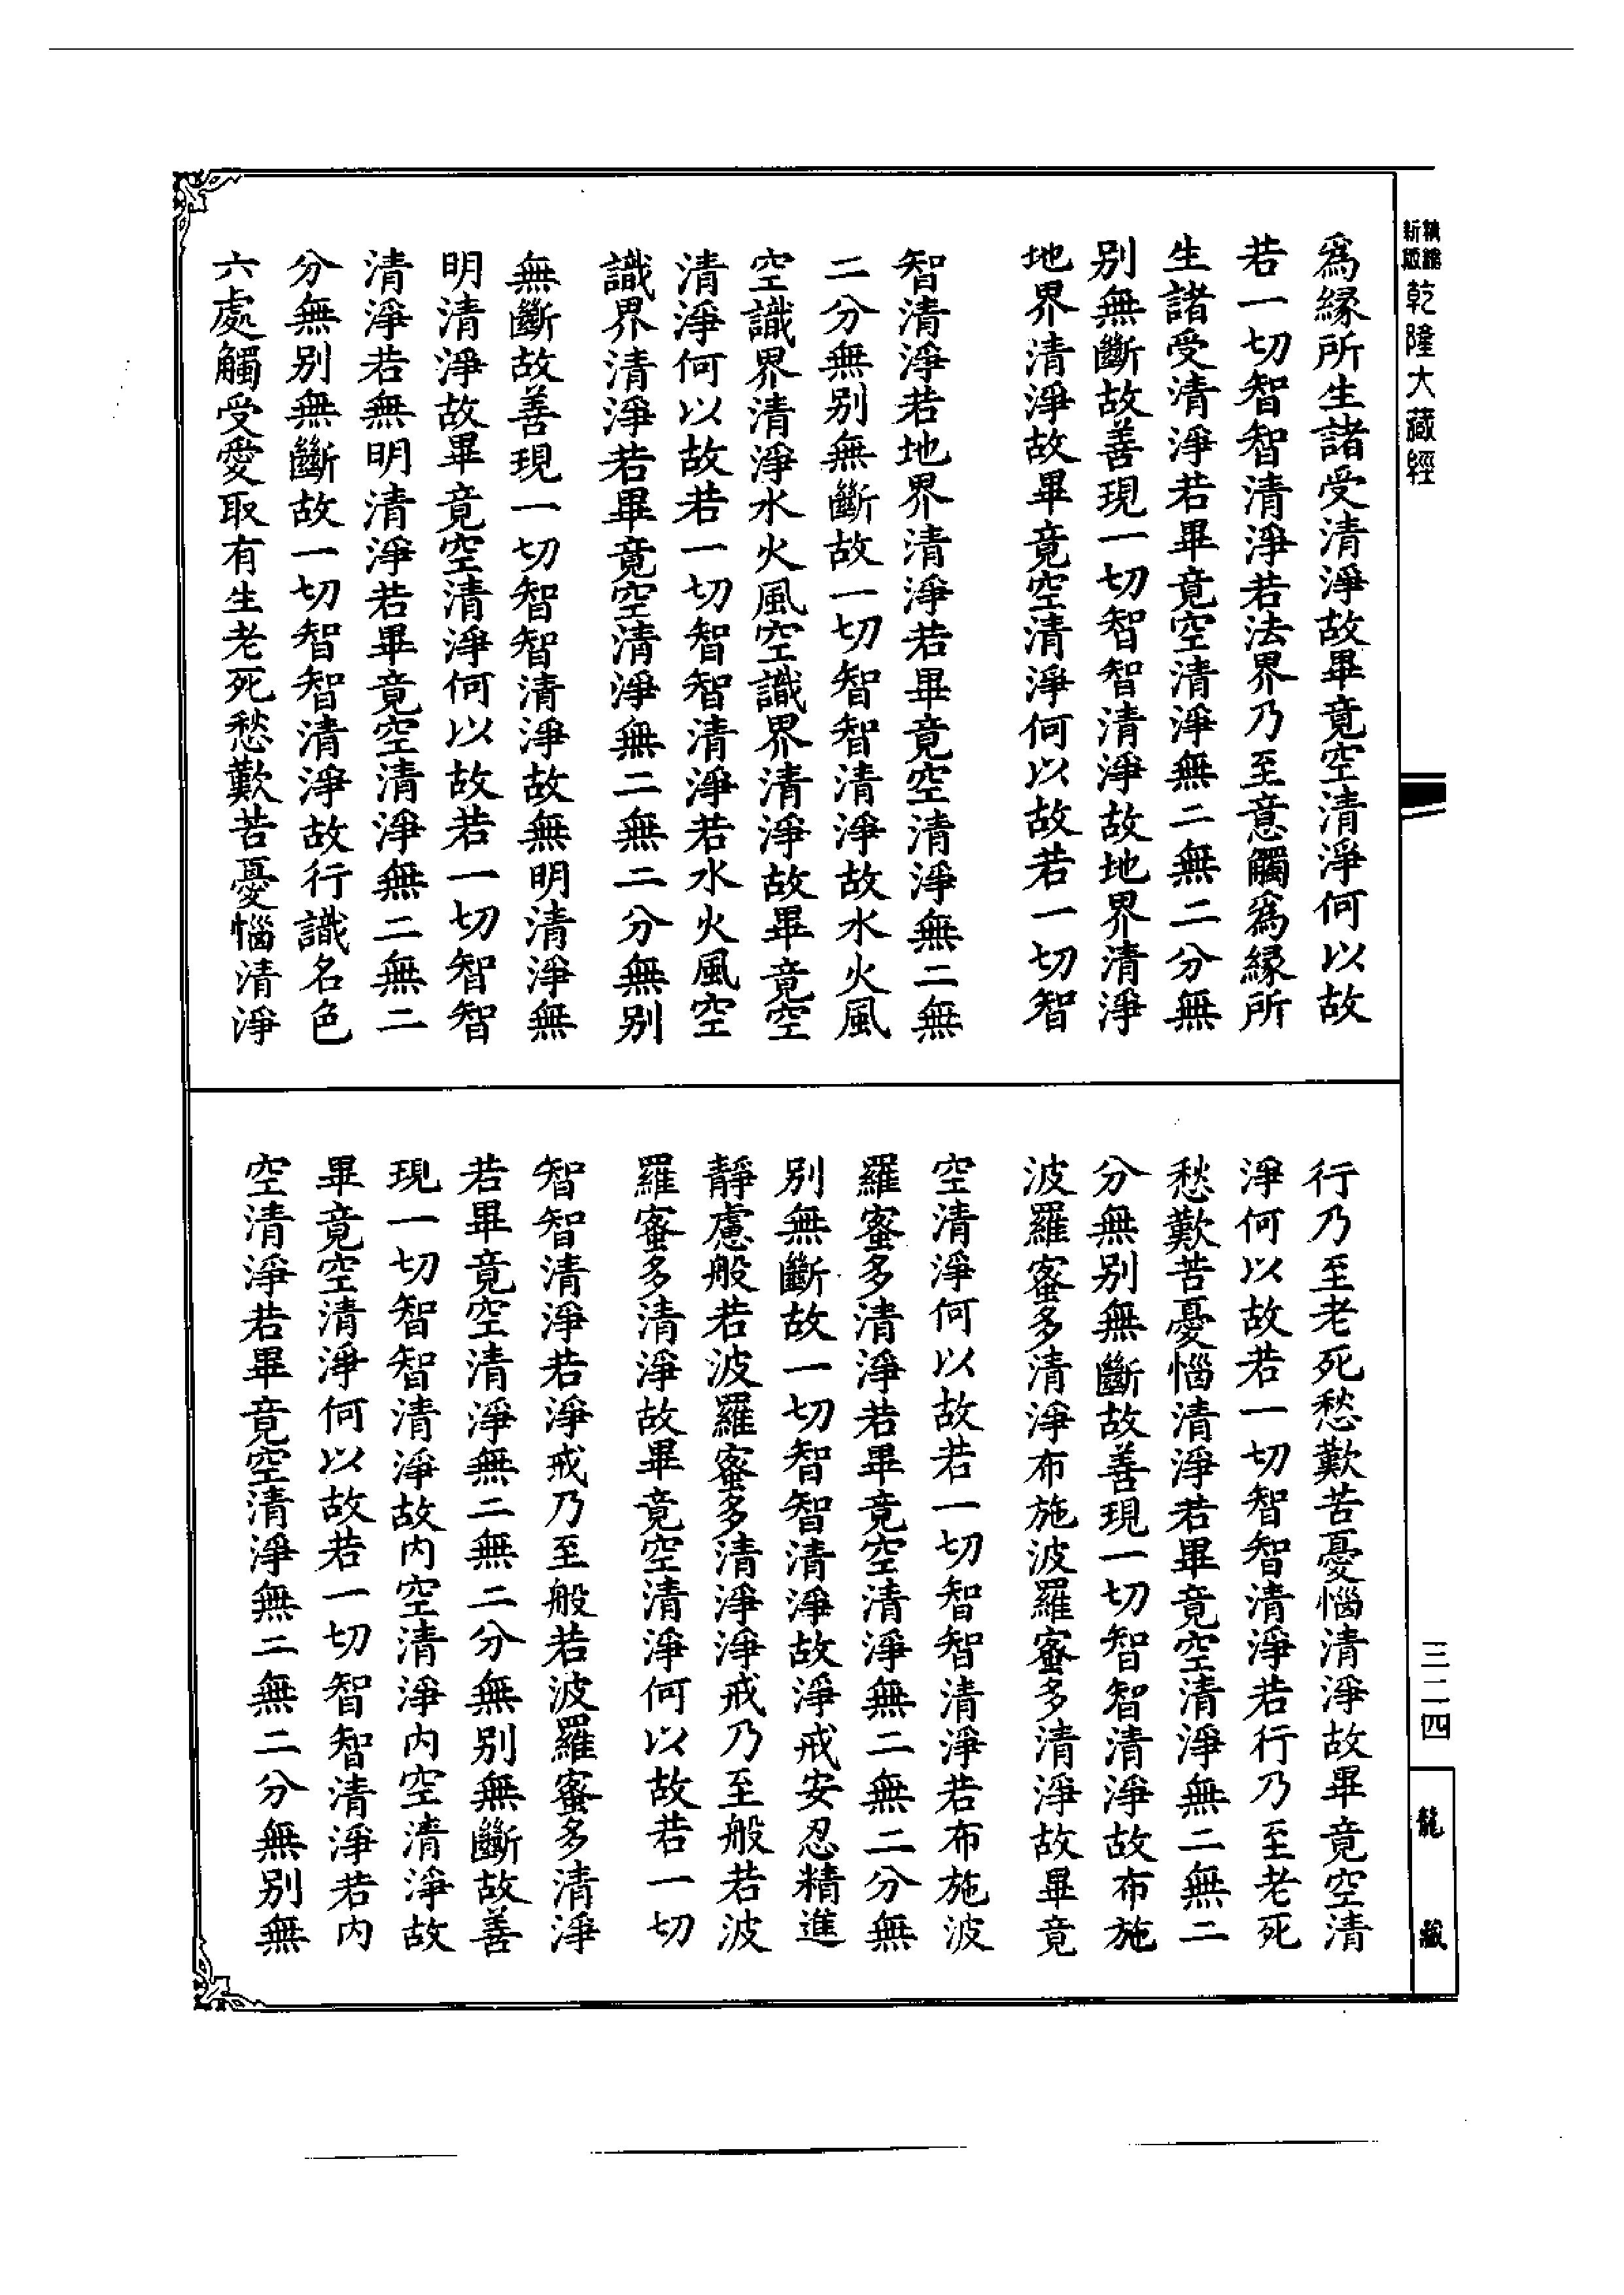 新版
乾隆大藏經
為緣所生諸受清淨故畢竟空清淨何以故
若一切智智清淨若法界乃至意觸為緣所
生諸受清淨若畢竟空清淨無二無二分無
別無斷故善現一切智智清淨故地界清淨
地界清淨故畢竟空清淨何以故若一切智
智清淨若地界清淨若畢竟空清淨無二無
二分無別無斷故一切智智清淨故水火風
空識界清淨水火風空識界清淨故畢竟空
清淨何以故若一切智智清淨若水火風空
識界清淨若畢竟空清淨無二無二分無別
無斷故善現一切智智清淨故無明清淨無
明清淨故畢竟空清淨何以故若一切智智
清淨若無明清淨若畢竟空清淨無二無二
分無別無斷故一切智智清淨故行識名色
六處觸受愛取有生老死愁歎苦憂惱清淨
行乃至老死愁歎苦憂惱清淨故畢竟空清
淨何以故若一切智智清淨若行乃至老死
愁歎苦憂惱清淨若畢竟空清淨無二無二
分無別無斷故善現一切智智清淨故布施
波羅蜜多清淨布施波羅蜜多清淨故畢竟
空清淨何以故若一切智智清淨若布施波
羅蜜多清淨若畢竟空清淨無二無二分無
別無斷故一切智智清淨故淨戒安忍精進
靜慮般若波羅蜜多清淨淨戒乃至般若波
羅蜜多清淨故畢竟空清淨何以故若一切
智智清淨若淨戒乃至般若波羅蜜多清淨
若畢竟空清淨無二無二分無別無斷故善
現一切智智清淨故內空清淨內空清淨故
畢竟空清淨何以故若一切智智清淨若內
空清淨若畢竟空清淨無二無二分無別無
三二四
龍藏